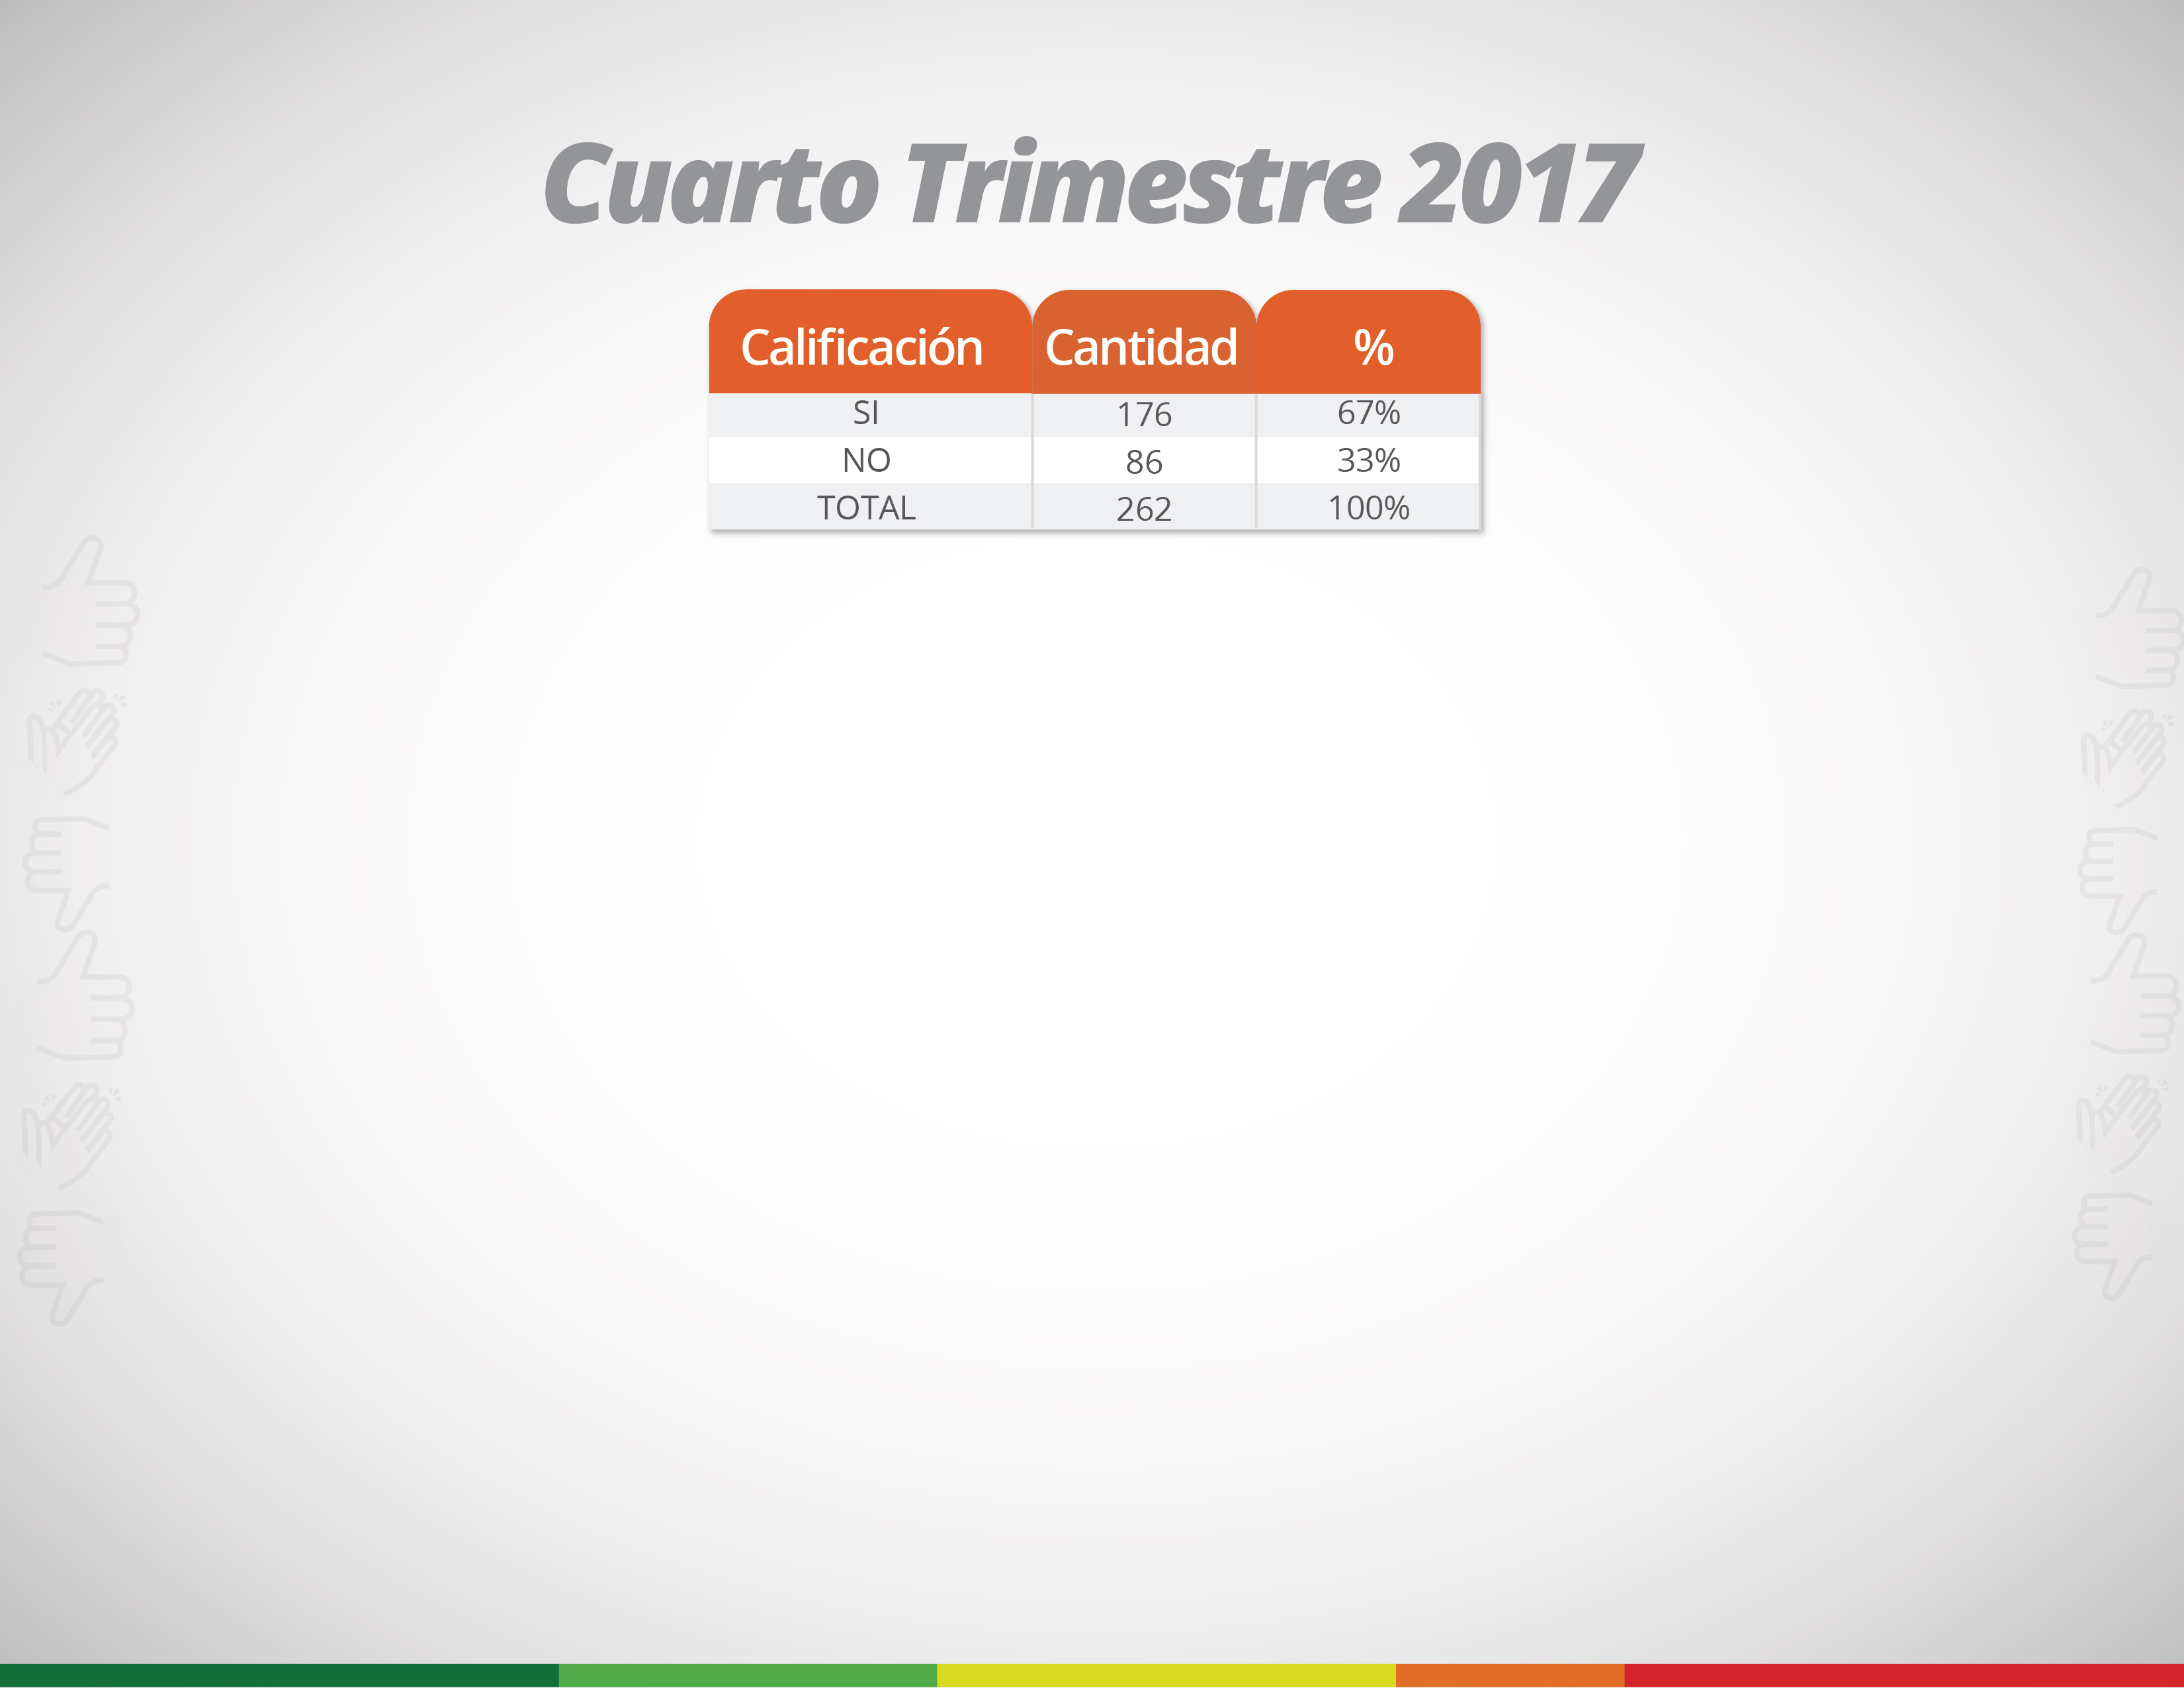 Cuarto Trimestre 2017
Calificación Cantidad %
SI 176 67%
NO 86 33%
TOTAL 262 100%